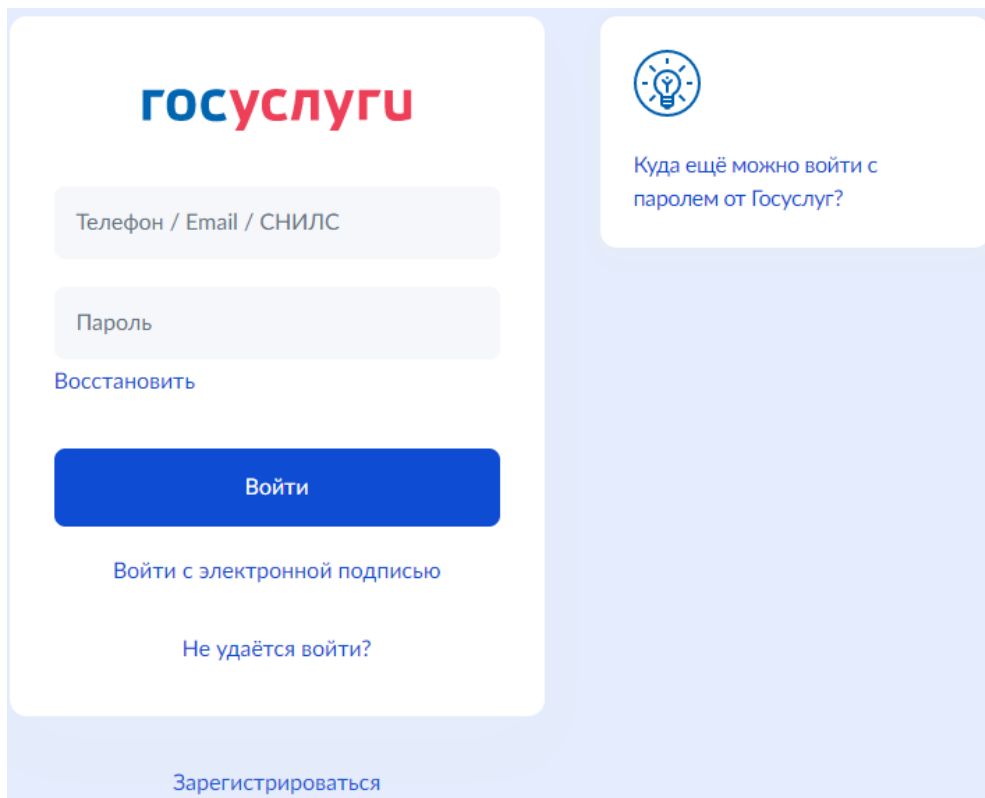 госуслуги
Телефон / Email / СНИЛС
Пароль
Восстановить
Войти
Войти с электронной подписью
Не удаётся войти?
Зарегистрироваться
Куда ещё можно войти с
паролем от Госуслуг?